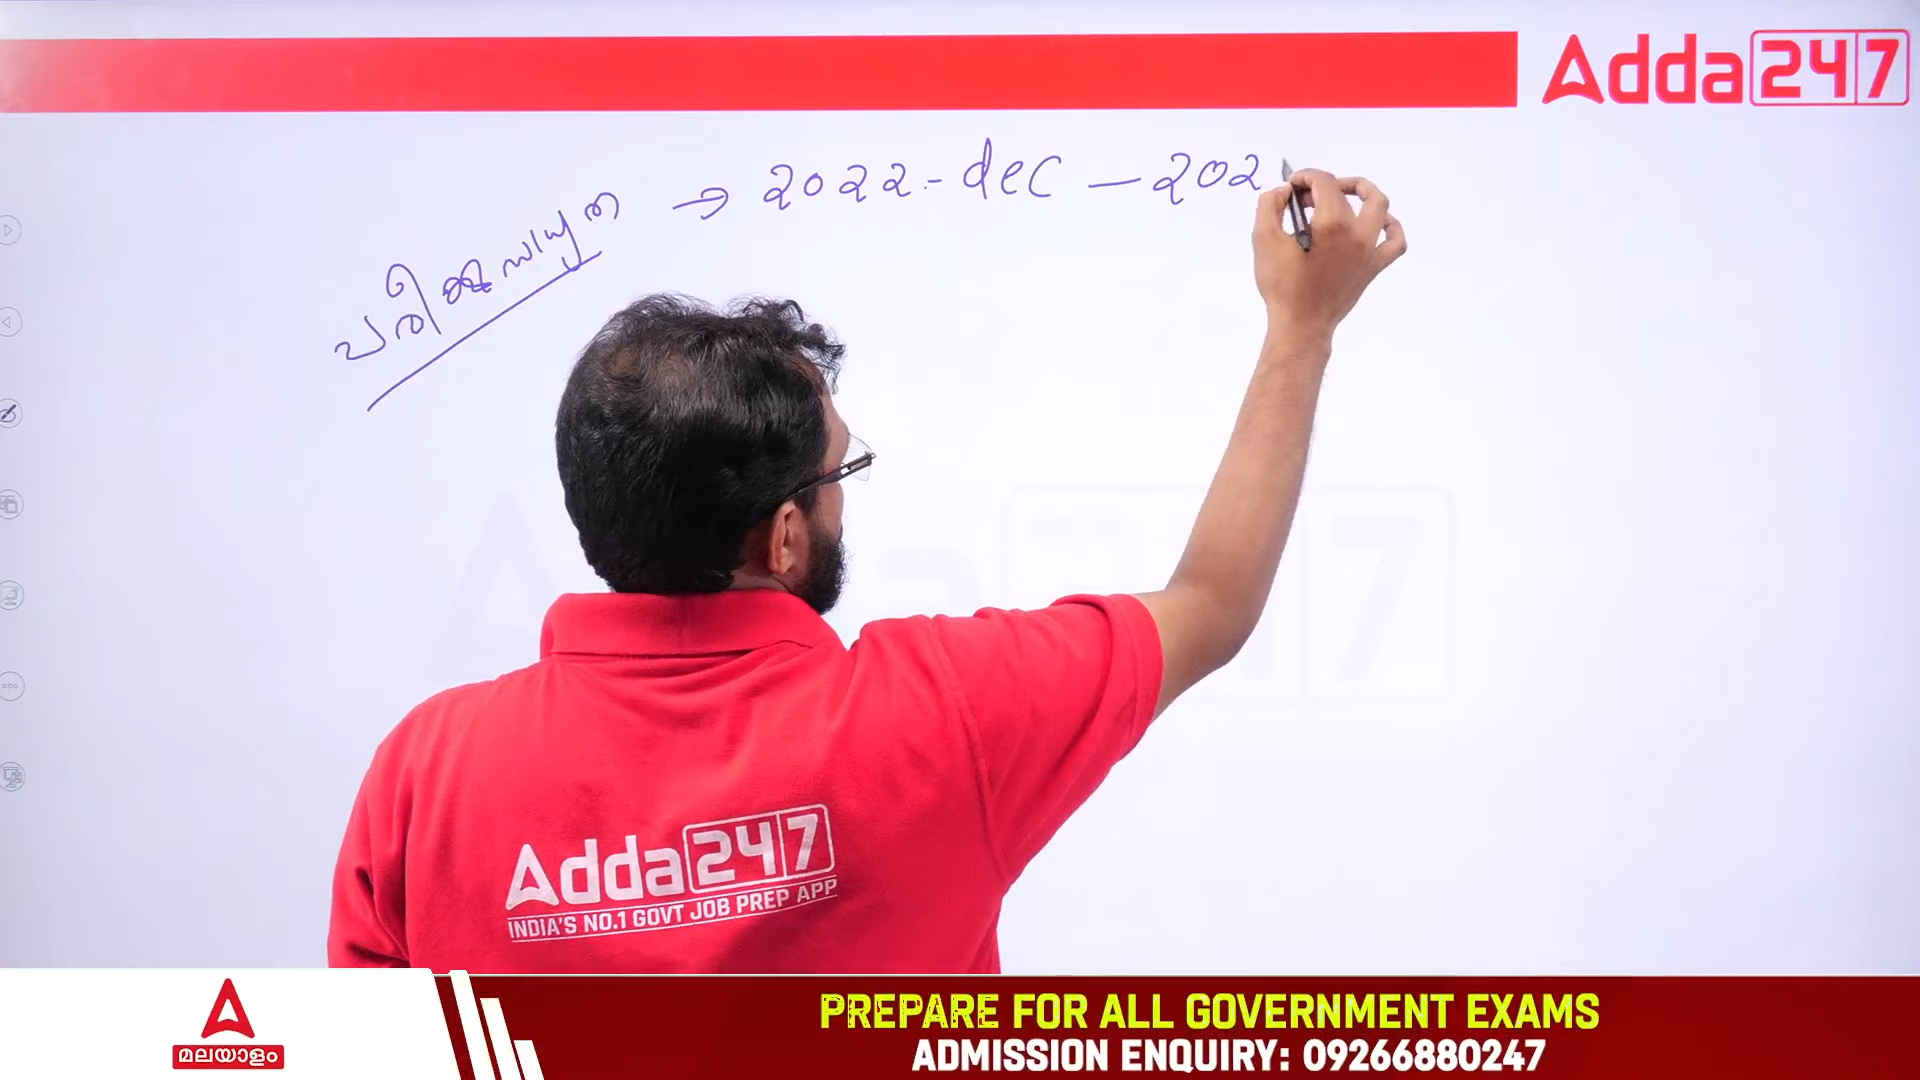 Adda247
പരീക്ഷാസാധ്യത → 2022 - dec – 202
Adda247
INDIA'S NO.1 GOVT JOB PREP APP
മലയാളം
PREPARE FOR ALL GOVERNMENT EXAMS
ADMISSION ENQUIRY: 09266880247